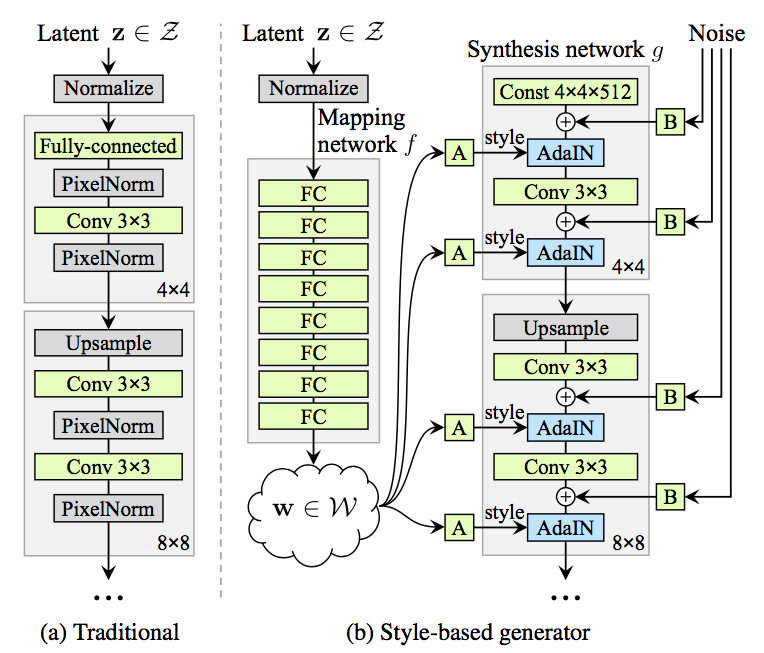 Latent z ∈ 𝒵
Normalize
Fully-connected
PixelNorm
Conv 3×3
PixelNorm
4×4
Upsample
Conv 3×3
PixelNorm
Conv 3×3
PixelNorm
8×8
...
(a) Traditional
Latent z ∈ 𝒵
Normalize
Mapping
network f
FC
FC
FC
FC
FC
FC
FC
FC
w ∈ 𝒲
A
style
A
style
A
style
A
style
Synthesis network g
Const 4×4×512
+
AdaIN
Conv 3×3
+
AdaIN
4×4
Upsample
Conv 3×3
+
AdaIN
Conv 3×3
+
AdaIN
8×8
...
Noise
B
B
B
B
(b) Style-based generator